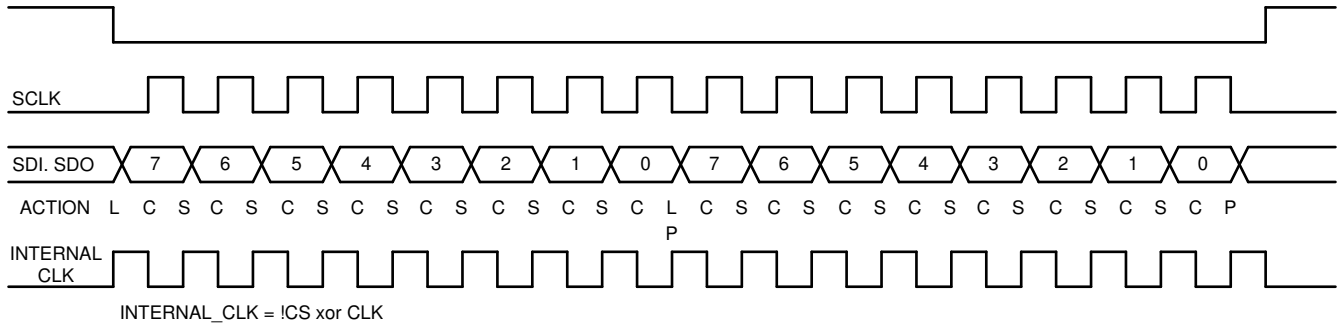 SCLK
SDI. SDO 7 6 5 4 3 2 1 0 7 6 5 4 3 2 1 0
ACTION L C S C S C S C S C S C S C S C L C S C S C S C S C S C S C S C P
P
INTERNAL
CLK
INTERNAL_CLK = !CS xor CLK